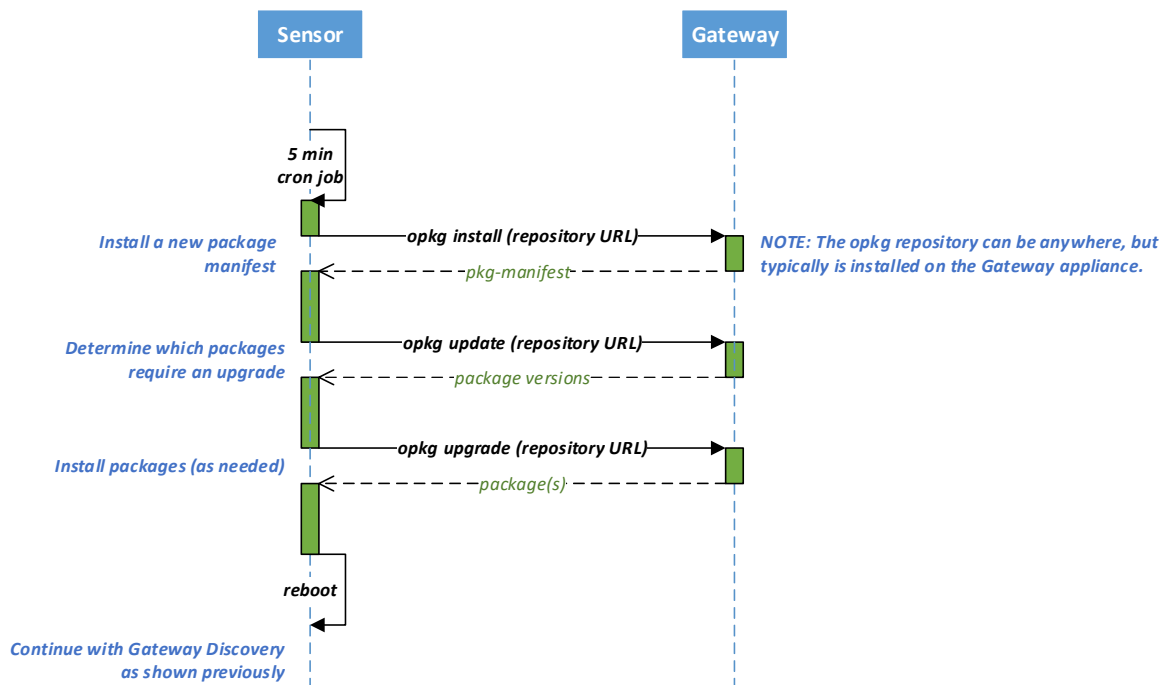 Sensor
Gateway
5 min
cron job
Install a new package
manifest
opkg install (repository URL)
NOTE: The opkg repository can be anywhere, but
typically is installed on the Gateway appliance.
pkg-manifest
Determine which packages
require an upgrade
opkg update (repository URL)
package versions
opkg upgrade (repository URL)
Install packages (as needed)
package(s)
reboot
Continue with Gateway Discovery
as shown previously